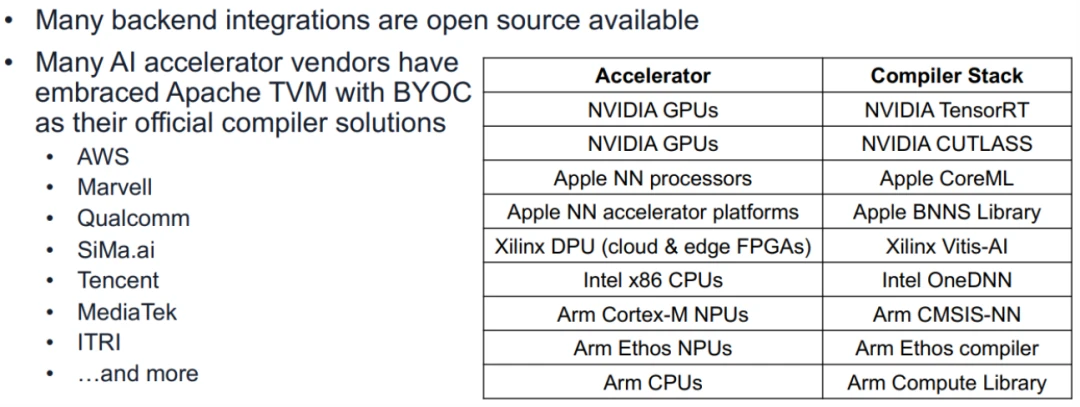 • Many backend integrations are open source available
• Many AI accelerator vendors have
embraced Apache TVM with BYOC
as their official compiler solutions
• AWS
• Marvell
• Qualcomm
• SiMa.ai
• Tencent
• MediaTek
• ITRI
• …and more
Accelerator Compiler Stack
NVIDIA GPUs NVIDIA TensorRT
NVIDIA GPUs NVIDIA CUTLASS
Apple NN processors Apple CoreML
Apple NN accelerator platforms Apple BNNS Library
Xilinx DPU (cloud & edge FPGAs) Xilinx Vitis-AI
Intel x86 CPUs Intel OneDNN
Arm Cortex-M NPUs Arm CMSIS-NN
Arm Ethos NPUs Arm Ethos compiler
Arm CPUs Arm Compute Library